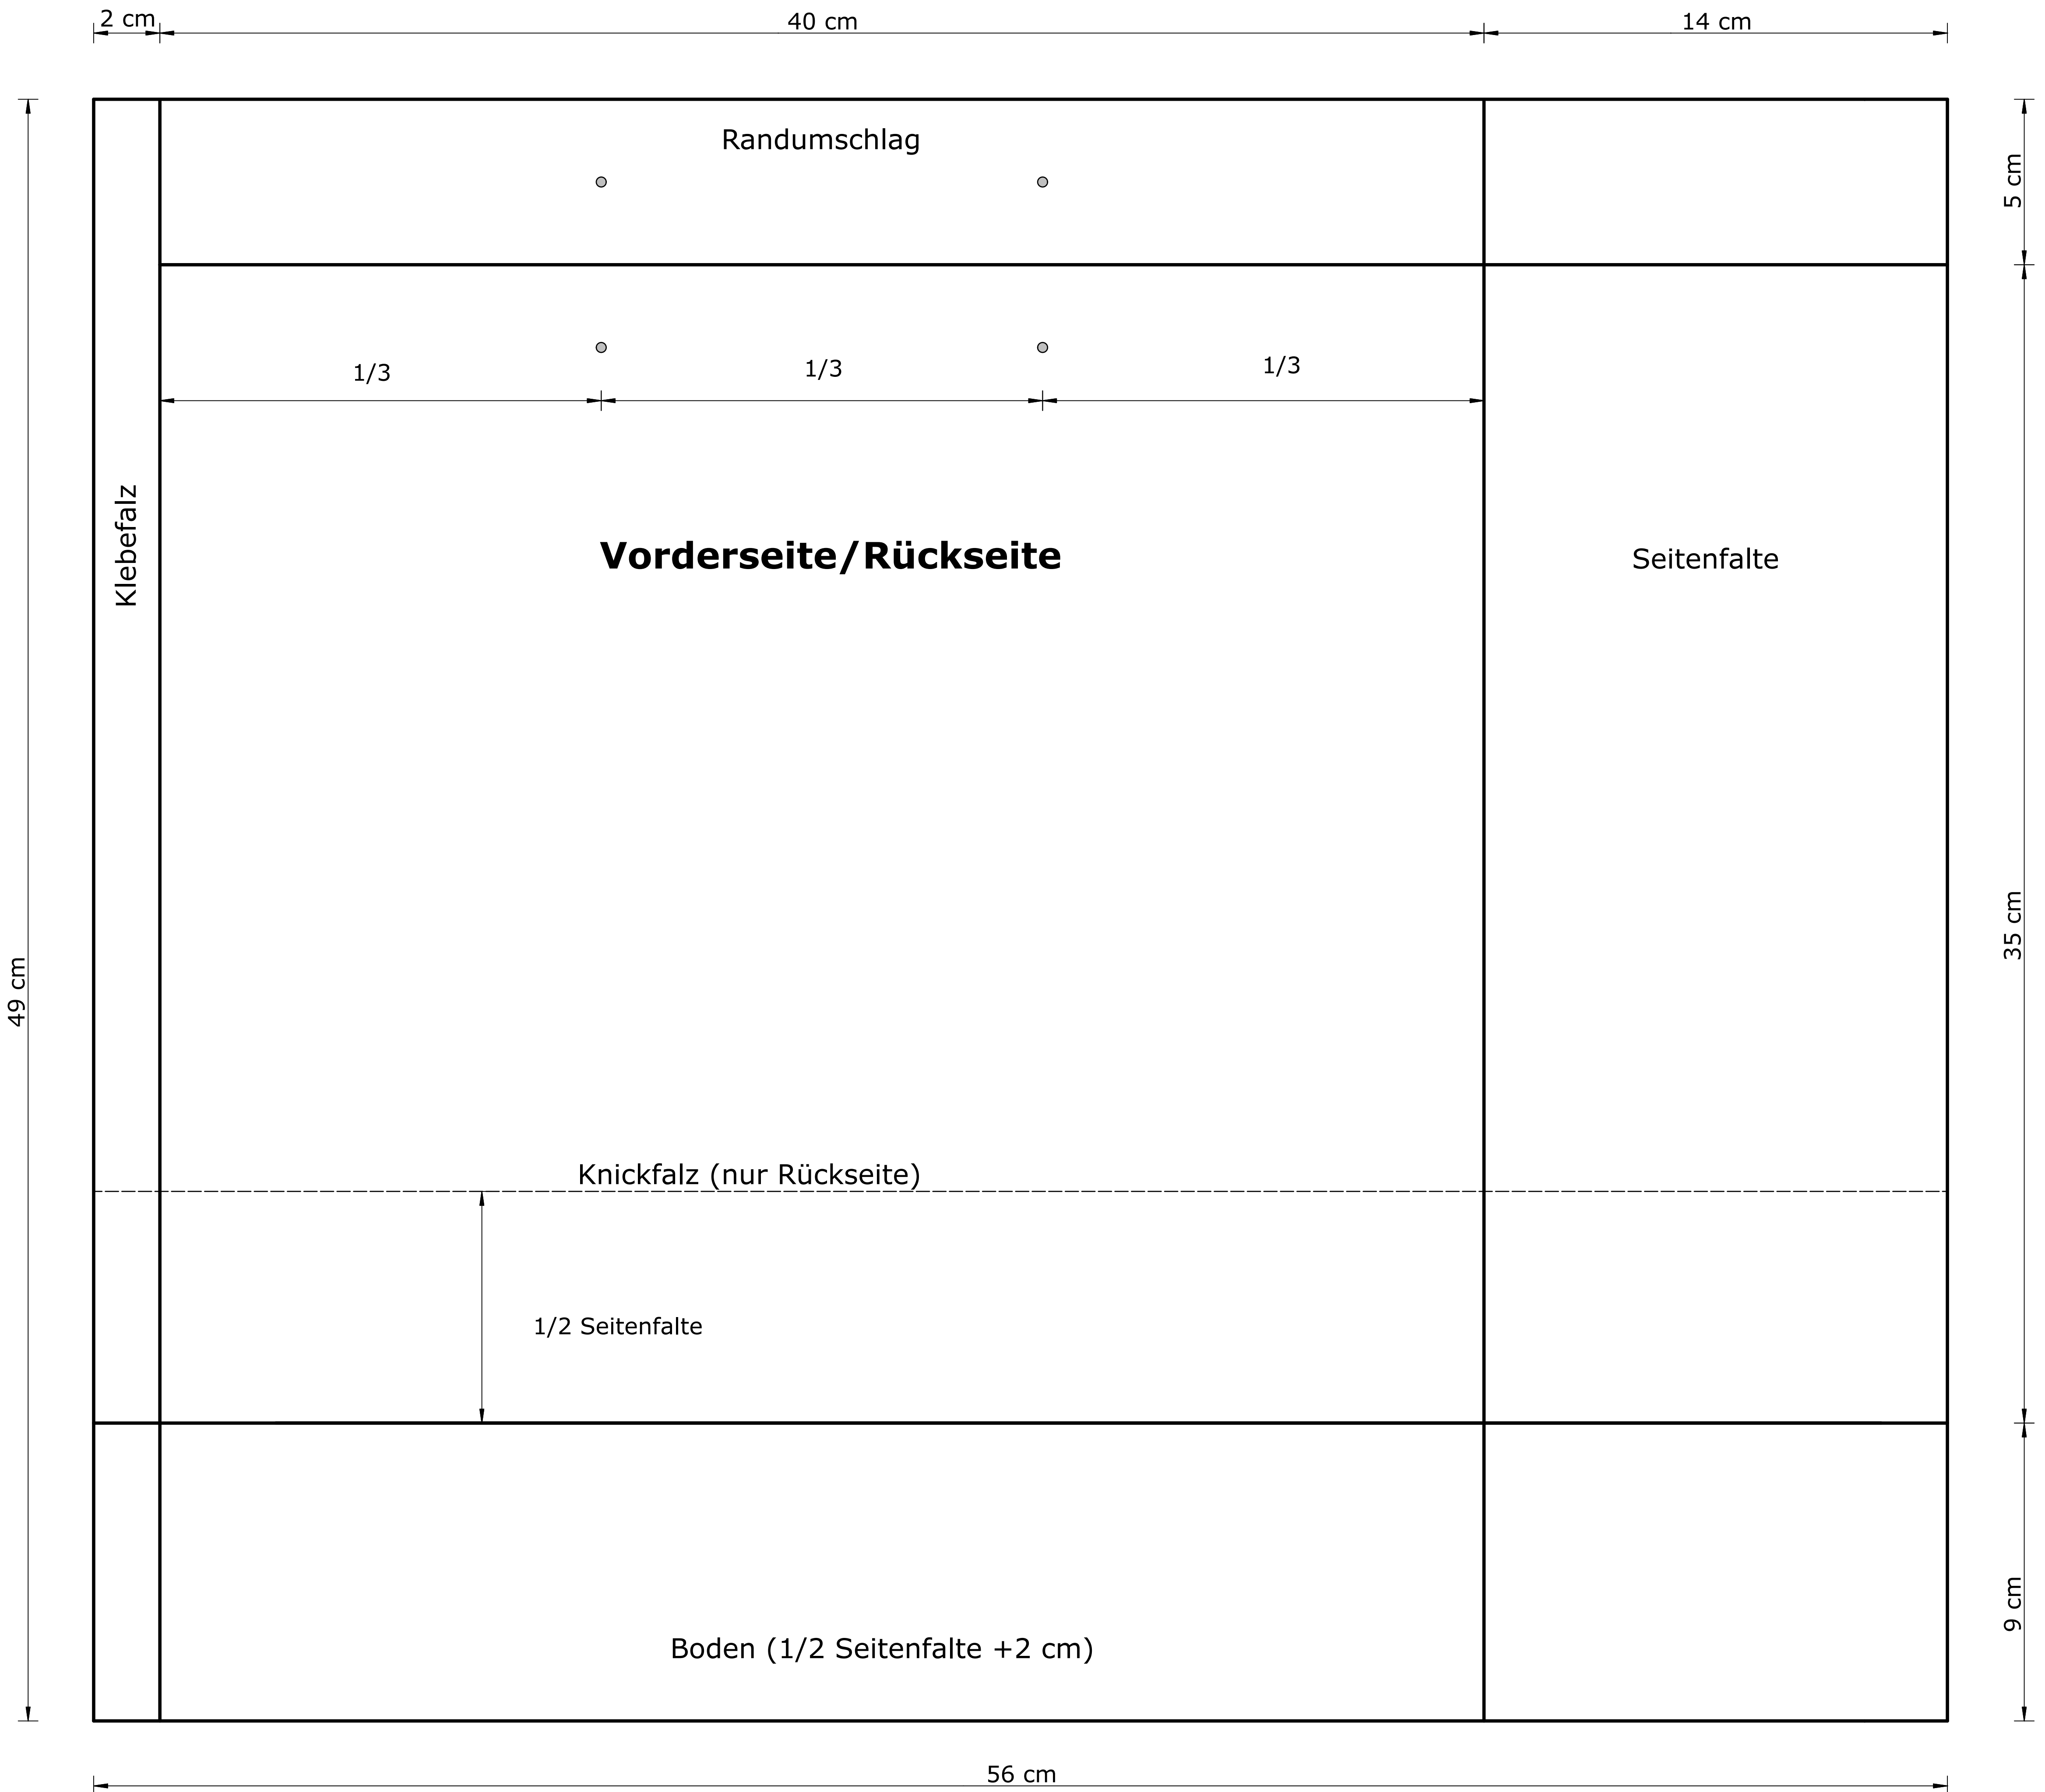 2 cm
40 cm
14 cm
Randumschlag
5 cm
1/3
1/3
1/3
Klebefalz
Vorderseite/Rückseite
Seitenfalte
35 cm
49 cm
Knickfalz (nur Rückseite)
1/2 Seitenfalte
9 cm
Boden (1/2 Seitenfalte +2 cm)
56 cm